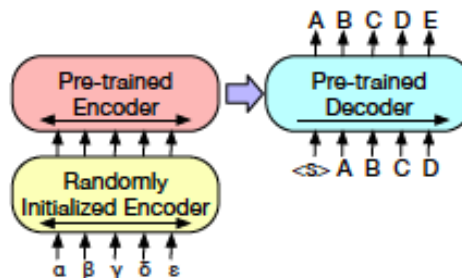 A B C D E
Pre-trained
Encoder
Pre-trained
Decoder
<s> A B C D
Randomly
Initialized Encoder
α β γ δ ε